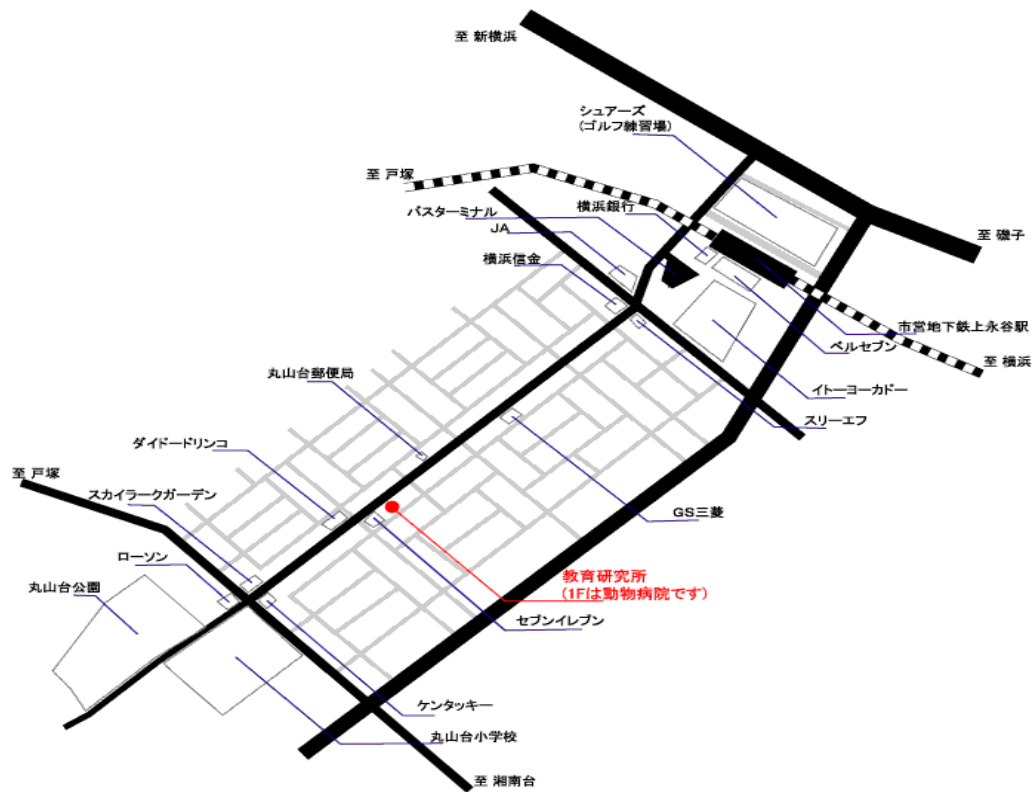 至 新横浜
シュアーズ
(ゴルフ練習場)
至 戸塚
横浜銀行
バスターミナル
JA
至 磯子
横浜信金
市営地下鉄上永谷駅
ベルセブン
至 横浜
丸山台郵便局
イトーヨーカドー
スリーエフ
ダイドードリンコ
至 戸塚
スカイラークガーデン
GS三菱
ローソン
教育研究所
(1Fは動物病院です)
丸山台公園
セブンイレブン
ケンタッキー
丸山台小学校
至 湘南台